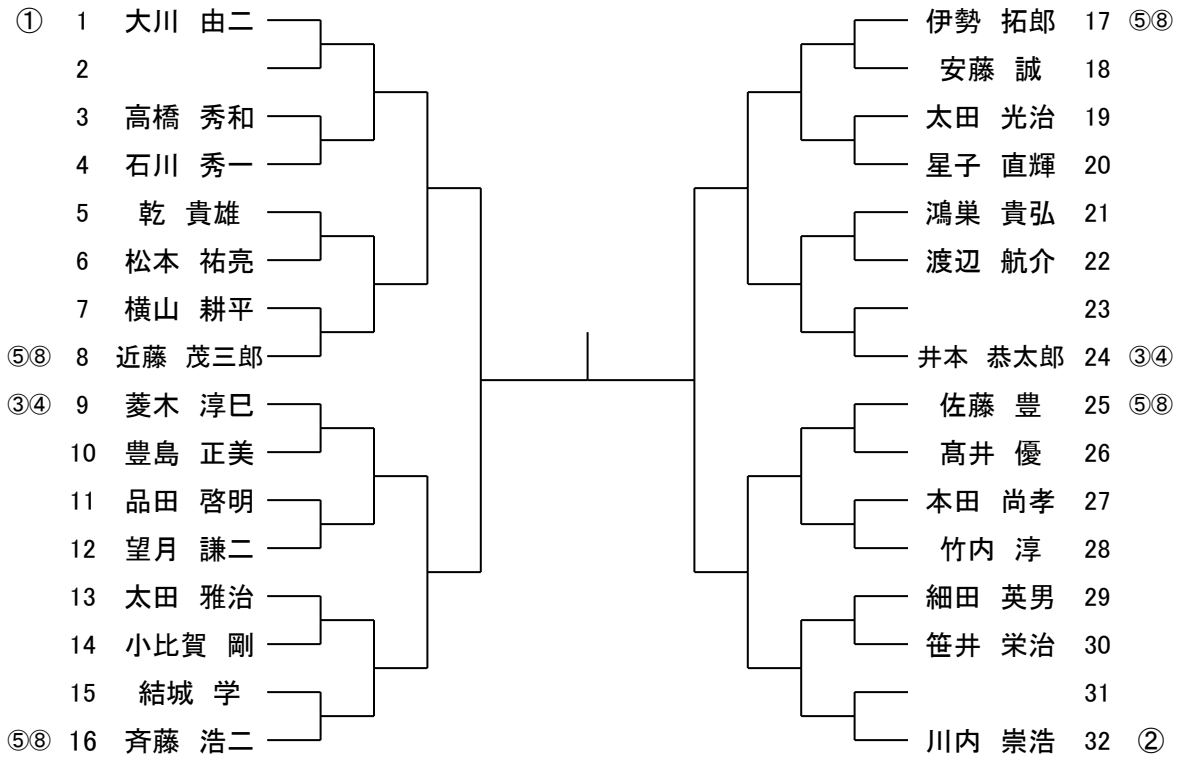 ① 1 大川 由二
2
3 高橋 秀和
4 石川 秀一
5 乾 貴雄
6 松本 祐亮
7 横山 耕平
⑤⑧ 8 近藤 茂三郎
③④ 9 菱木 淳巳
10 豊島 正美
11 品田 啓明
12 望月 謙二
13 太田 雅治
14 小比賀 剛
15 結城 学
⑤⑧ 16 斉藤 浩二
伊勢 拓郎 17 ⑤⑧
安藤 誠 18
太田 光治 19
星子 直輝 20
鴻巣 貴弘 21
渡辺 航介 22
23
井本 恭太郎 24 ③④
佐藤 豊 25 ⑤⑧
髙井 優 26
本田 尚孝 27
竹内 淳 28
細田 英男 29
笹井 栄治 30
31
川内 崇浩 32 ②